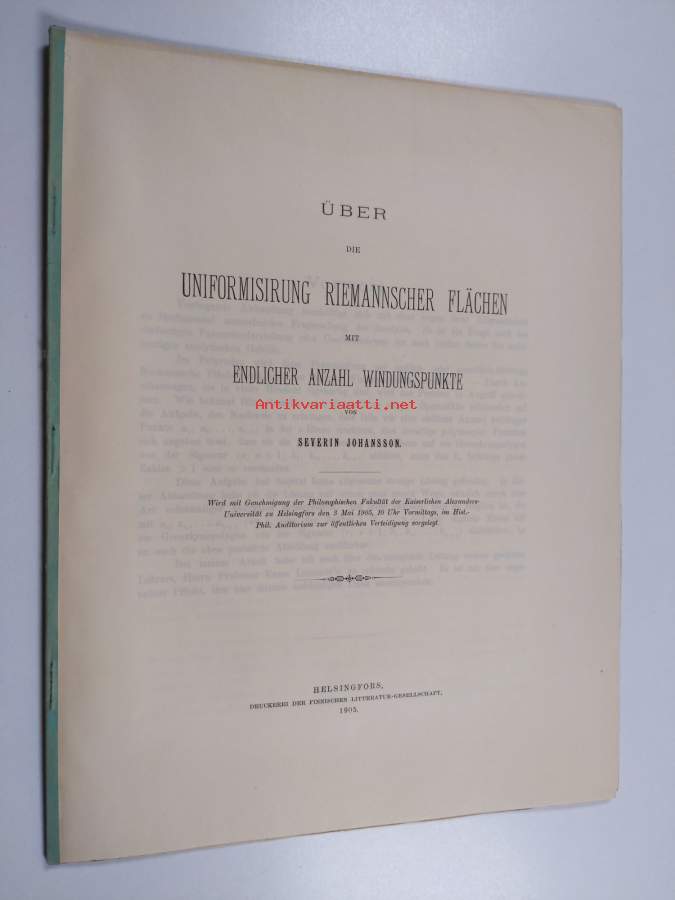 ÜBER
DIE
UNIFORMISIRUNG RIEMANNSCHER FLÄCHEN
MIT
ENDLICHER ANZAHL WINDUNGSPUNKTE
Antikvariaatti.net
VON
SEVERIN JOHANSSON.
Wird mit Genehmigung der Philosophischen Fakultät der Kaiserlichen Alexanders-
Universität zu Helsingfors den 3 Mai 1905, 10 Uhr Vormittags, im Hist.-
Phil. Auditorium zur öffentlichen Verteidigung vorgelegt
HELSINGFORS,
DRUCKEREI DER FINNISCHEN LITTERATUR-GESELLSCHAFT,
1905.